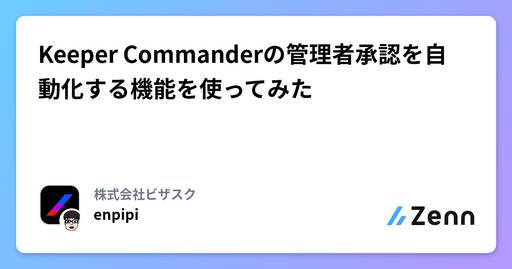 Keeper Commanderの管理者承認を自
動化する機能を使ってみた
株式会社ビザスク
enpipi
Zenn